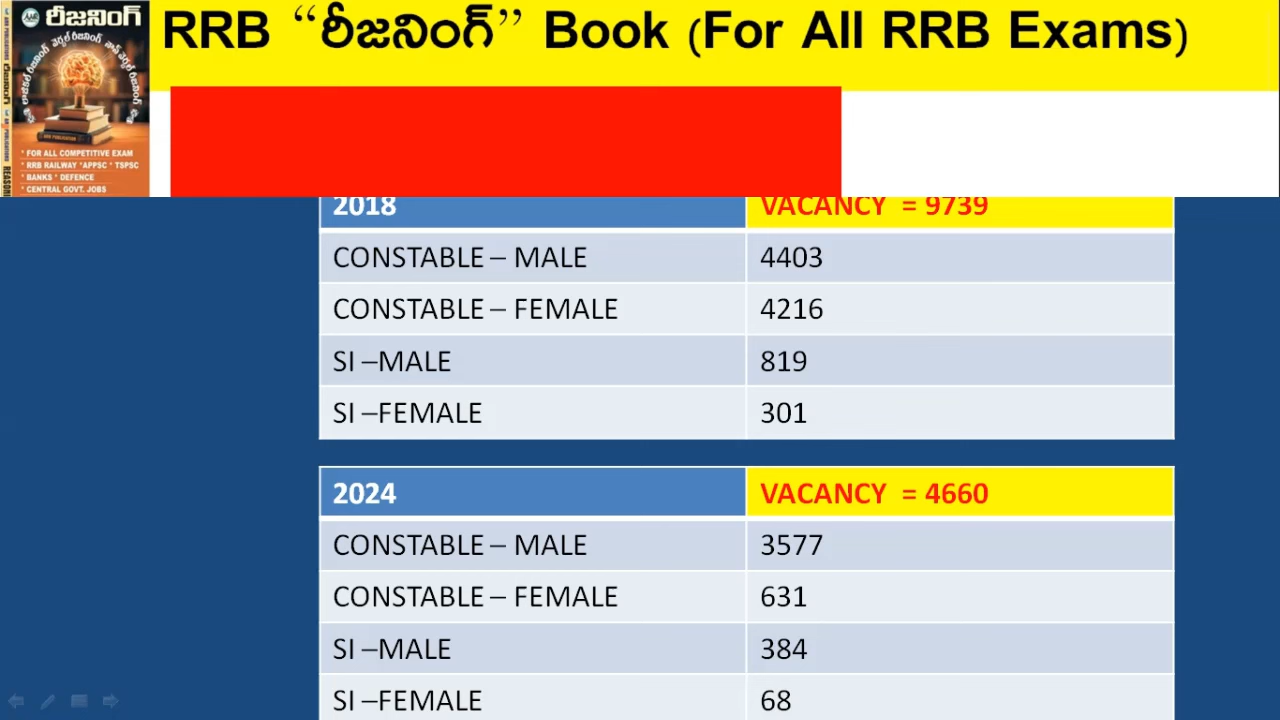 రీజనింగ్
RRB “రీజనింగ్” Book (For All RRB Exams)
* FOR ALL COMPETITIVE EXAM
* RRB RAILWAY *APPSC * TSPSC
* BANKS * DEFENCE
* CENTRAL GOVT. JOBS
2018 VACANCY = 9739
CONSTABLE – MALE 4403
CONSTABLE – FEMALE 4216
SI –MALE 819
SI –FEMALE 301
2024 VACANCY = 4660
CONSTABLE – MALE 3577
CONSTABLE – FEMALE 631
SI –MALE 384
SI –FEMALE 68